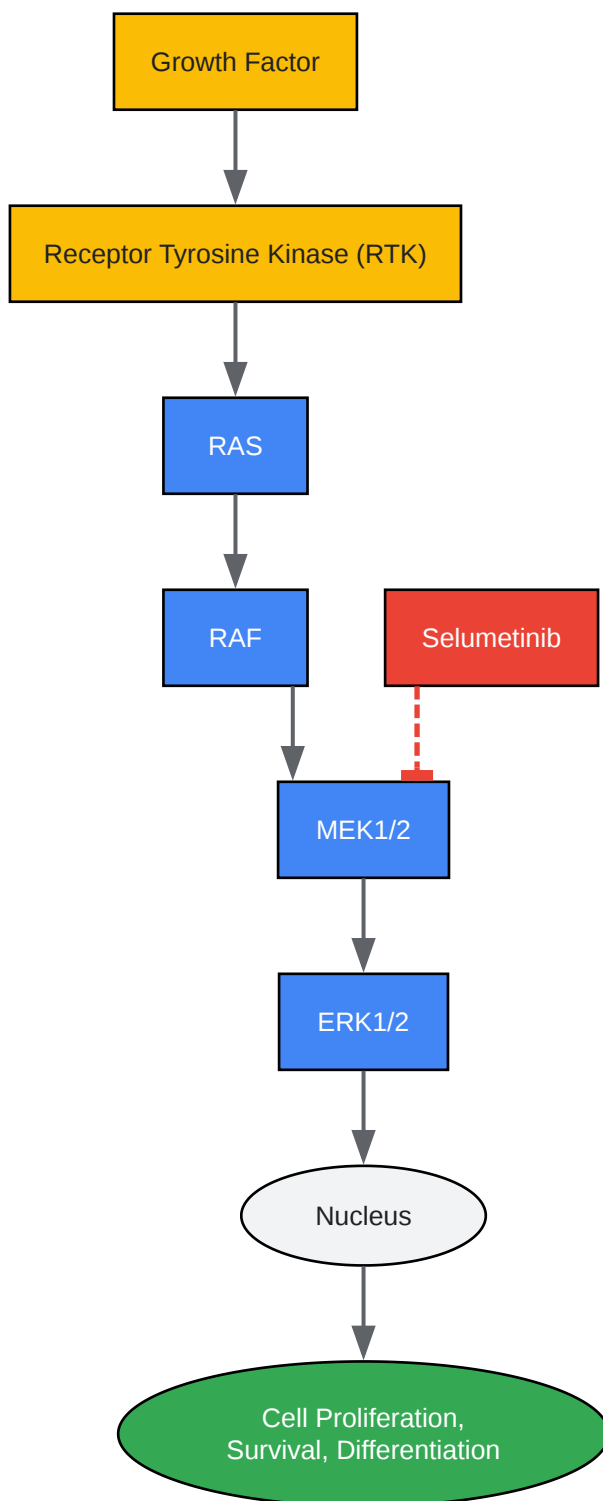 Growth Factor
Receptor Tyrosine Kinase (RTK)
RAS
RAF
Selumetinib
MEK1/2
ERK1/2
Nucleus
Cell Proliferation,
Survival, Differentiation